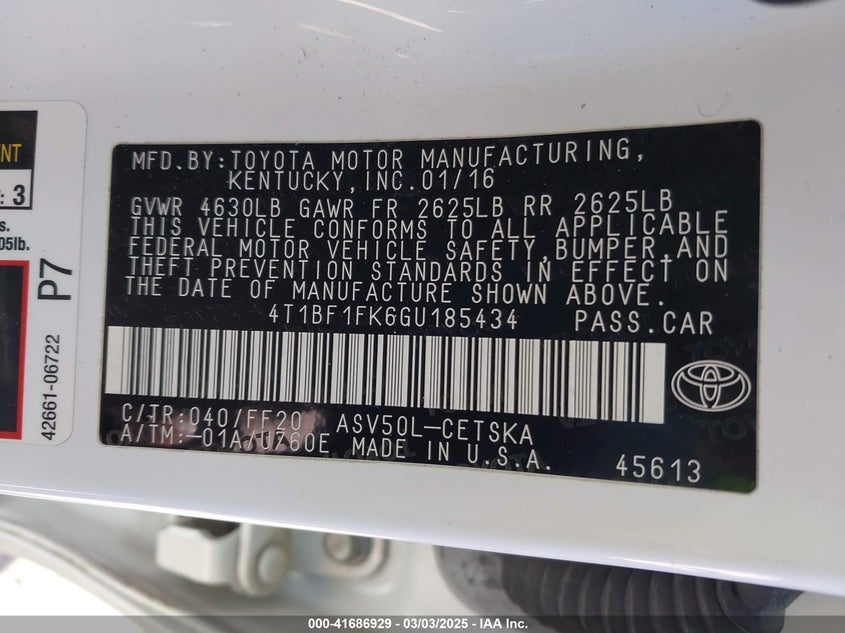 MFD.BY:TOYOTA MOTOR MANUFACTURING,
KENTUCKY,INC.01/16
GVWR 4630LB GAWR FR 2625LB RR 2625LB
THIS VEHICLE CONFORMS TO ALL APPLICABLE
FEDERAL MOTOR VEHICLE SAFETY,BUMPER,AND
THEFT PREVENTION STANDARDS IN EFFECT ON
THE DATE OF MANUFACTURE SHOWN ABOVE.
4T1BF1FK6GU185434 PASS.CAR
C/TR:040/FF20 ASV50L-CETSKA
A/TM:-01A/U760E MADE IN U.S.A.
45613
3
05lb.
P7
42661-06722
000-41686929 - 03/03/2025 - IAA Inc.